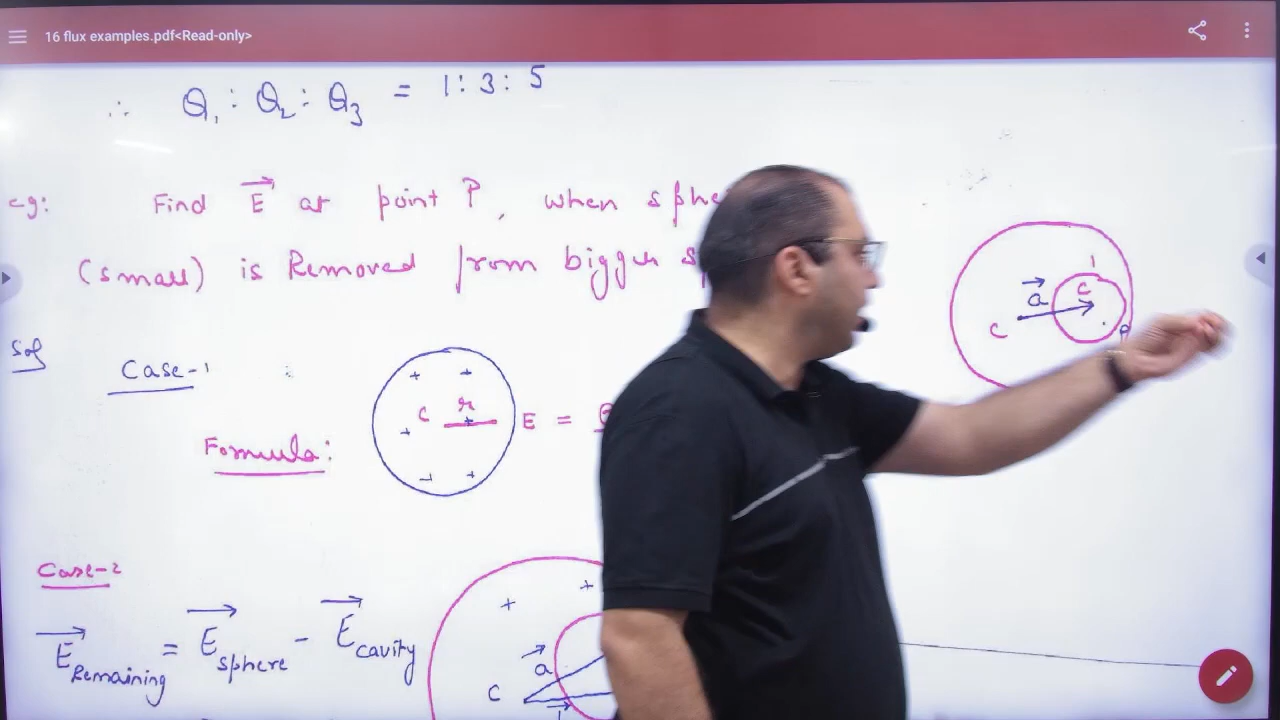 16 flux examples.pdf<Read-only>
∴ Q₁ : Q₂ : Q₃ = 1 : 3 : 5
eg: Find E⃗ at point P, when
(small) is Removed from bigger
Sol
Case-1 :
C r E =
Formula:
C a⃗ C' P
Case-2
E⃗Remaining = E⃗sphere - E⃗cavity
a⃗
C